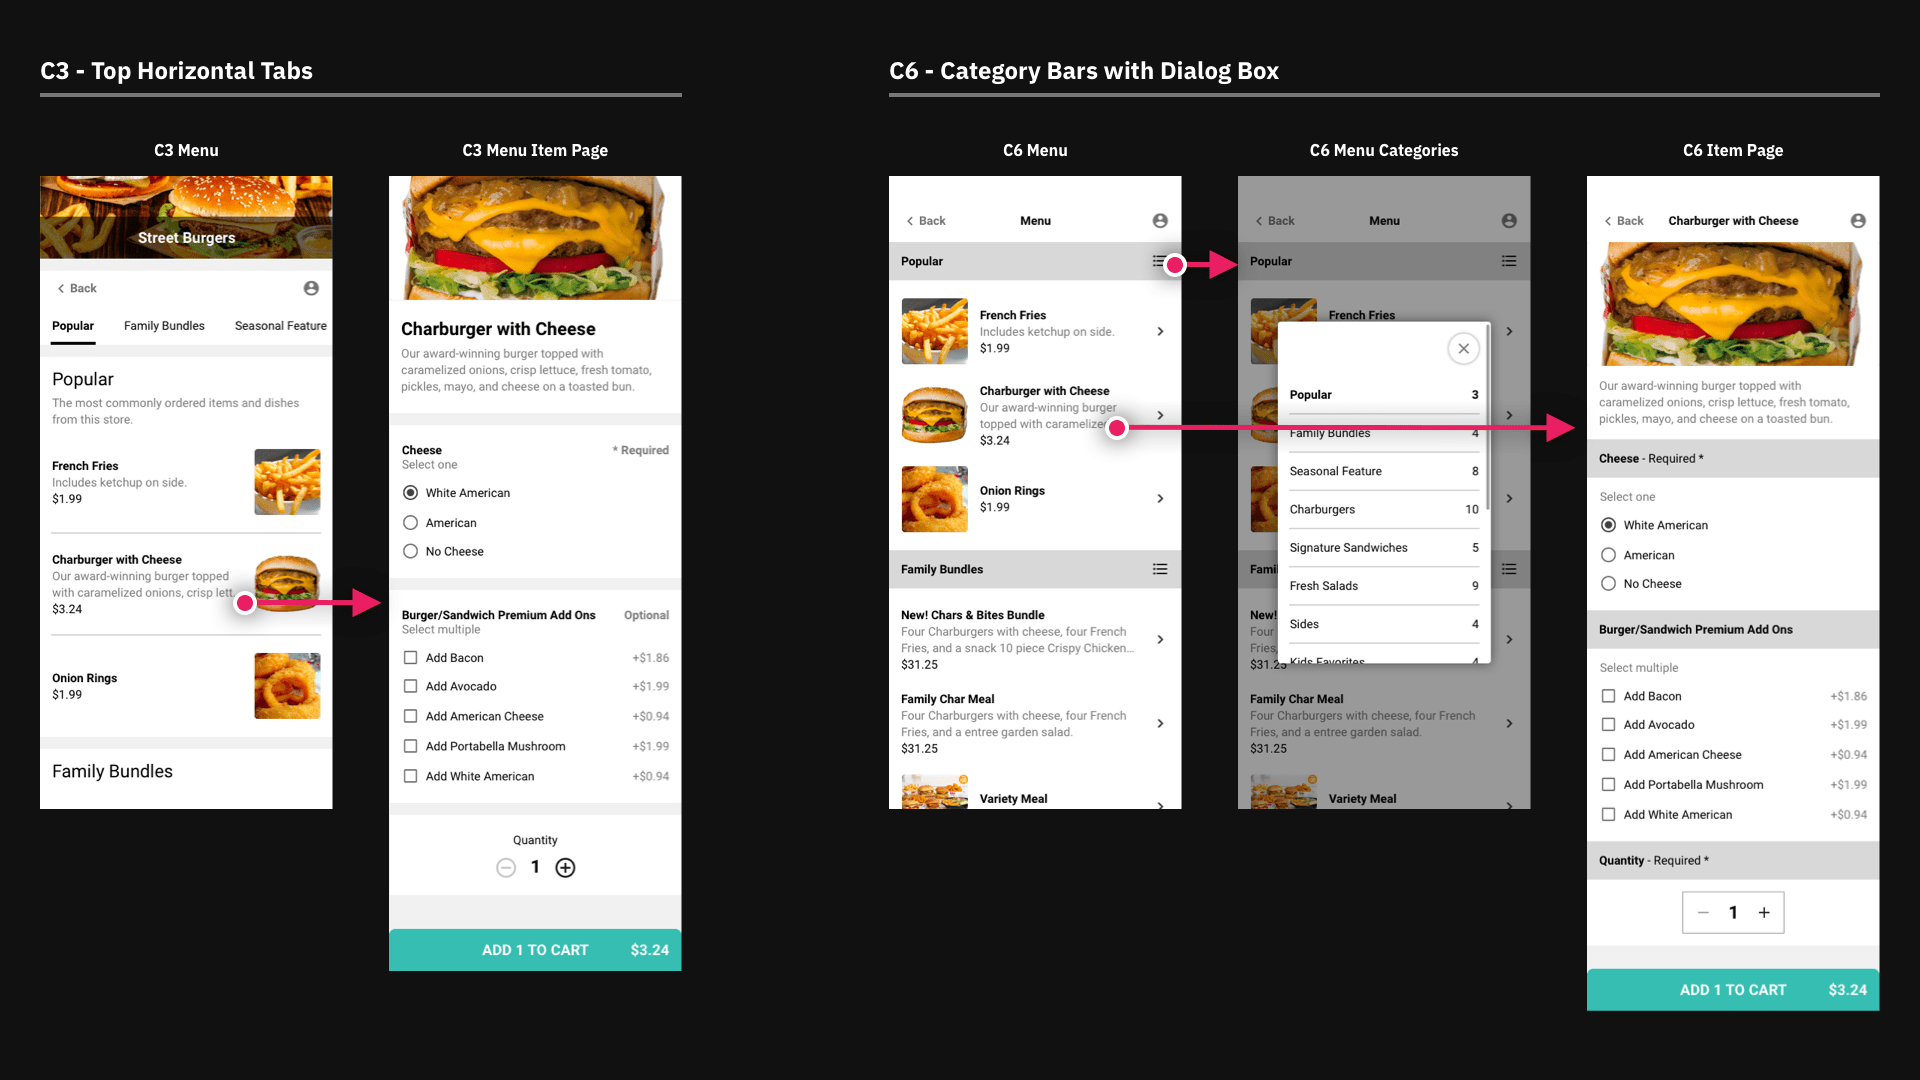 C3 - Top Horizontal Tabs
C6 - Category Bars with Dialog Box
C3 Menu
Street Burgers
Back
Popular
Family Bundles
Seasonal Feature
Popular
The most commonly ordered items and dishes
from this store.
French Fries
Includes ketchup on side.
$1.99
Charburger with Cheese
Our award-winning burger topped
with caramelized onions, crisp lett
$3.24
Onion Rings
$1.99
Family Bundles
C3 Menu Item Page
Charburger with Cheese
Our award-winning burger topped with
caramelized onions, crisp lettuce, fresh tomato,
pickles, mayo, and cheese on a toasted bun.
Cheese
* Required
Select one
White American
American
No Cheese
Burger/Sandwich Premium Add Ons
Optional
Select multiple
Add Bacon +$1.86
Add Avocado +$1.99
Add American Cheese +$0.94
Add Portabella Mushroom +$1.99
Add White American +$0.94
Quantity
1
ADD 1 TO CART $3.24
C6 Menu
Back
Menu
Popular
French Fries
Includes ketchup on side.
$1.99
Charburger with Cheese
Our award-winning burger
topped with caramelize
$3.24
Onion Rings
$1.99
Family Bundles
New! Chars & Bites Bundle
Four Charburgers with cheese, four French
Fries, and a snack 10 piece Crispy Chicken...
$31.25
Family Char Meal
Four Charburgers with cheese, four French
Fries, and a entree garden salad.
$31.25
Variety Meal
C6 Menu Categories
Back
Menu
Popular
French Fries
Popular 3
Family Bundles 4
Seasonal Feature 8
Charburgers 10
Signature Sandwiches 5
Fresh Salads 9
Sides 4
Kids Favorites 4
Fami
New!
Four
Fries,
$31.25
Family Char Meal
Four Charburgers with cheese, four French
Fries, and a entree garden salad.
$31.25
Variety Meal
C6 Item Page
Back
Charburger with Cheese
Our award-winning burger topped with
caramelized onions, crisp lettuce, fresh tomato,
pickles, mayo, and cheese on a toasted bun.
Cheese - Required *
Select one
White American
American
No Cheese
Burger/Sandwich Premium Add Ons
Select multiple
Add Bacon +$1.86
Add Avocado +$1.99
Add American Cheese +$0.94
Add Portabella Mushroom +$1.99
Add White American +$0.94
Quantity - Required *
1
ADD 1 TO CART $3.24